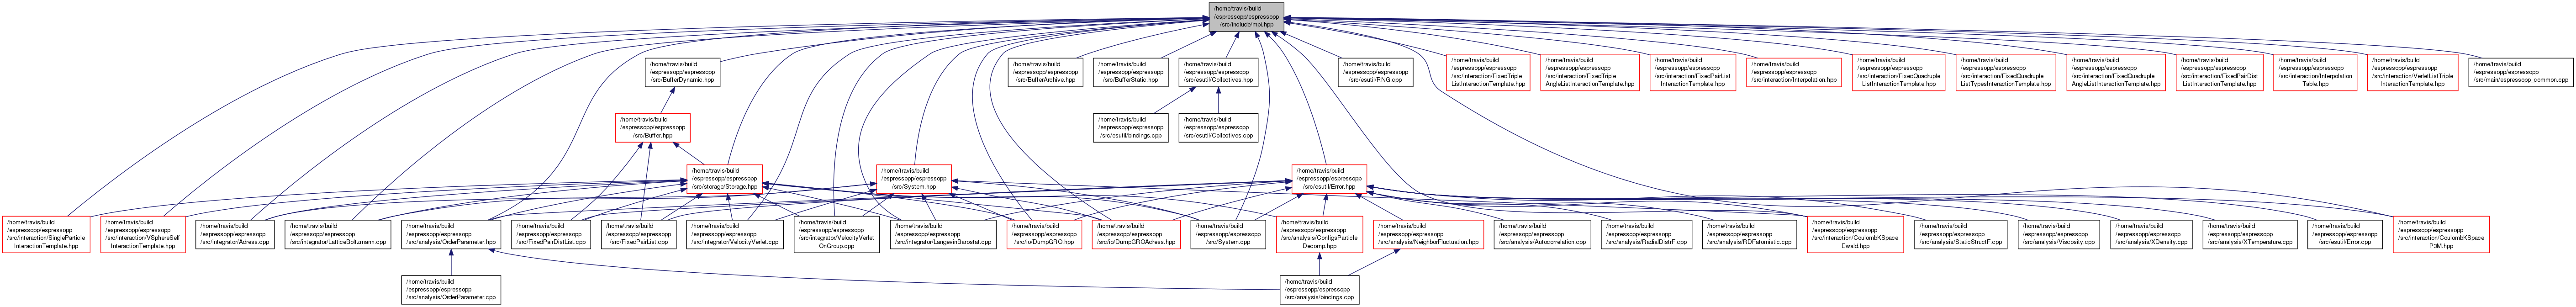 /home/travis/build
/espressopp/espressopp
/src/include/mpi.hpp
/home/travis/build
/espressopp/espressopp
/src/BufferDynamic.hpp
/home/travis/build
/espressopp/espressopp
/src/BufferArchive.hpp
/home/travis/build
/espressopp/espressopp
/src/BufferStatic.hpp
/home/travis/build
/espressopp/espressopp
/src/esutil/Collectives.hpp
/home/travis/build
/espressopp/espressopp
/src/esutil/RNG.cpp
/home/travis/build
/espressopp/espressopp
/src/interaction/FixedTriple
ListInteractionTemplate.hpp
/home/travis/build
/espressopp/espressopp
/src/interaction/FixedTriple
AngleListInteractionTemplate.hpp
/home/travis/build
/espressopp/espressopp
/src/interaction/FixedPairList
InteractionTemplate.hpp
/home/travis/build
/espressopp/espressopp
/src/interaction/Interpolation.hpp
/home/travis/build
/espressopp/espressopp
/src/interaction/FixedQuadruple
ListInteractionTemplate.hpp
/home/travis/build
/espressopp/espressopp
/src/interaction/FixedQuadruple
ListTypesInteractionTemplate.hpp
/home/travis/build
/espressopp/espressopp
/src/interaction/FixedQuadruple
AngleListInteractionTemplate.hpp
/home/travis/build
/espressopp/espressopp
/src/interaction/FixedPairDist
ListInteractionTemplate.hpp
/home/travis/build
/espressopp/espressopp
/src/interaction/Interpolation
Table.hpp
/home/travis/build
/espressopp/espressopp
/src/interaction/VerletListTriple
InteractionTemplate.hpp
/home/travis/build
/espressopp/espressopp
/src/main/espressopp_common.cpp
/home/travis/build
/espressopp/espressopp
/src/Buffer.hpp
/home/travis/build
/espressopp/espressopp
/src/esutil/bindings.cpp
/home/travis/build
/espressopp/espressopp
/src/esutil/Collectives.cpp
/home/travis/build
/espressopp/espressopp
/src/storage/Storage.hpp
/home/travis/build
/espressopp/espressopp
/src/System.hpp
/home/travis/build
/espressopp/espressopp
/src/esutil/Error.hpp
/home/travis/build
/espressopp/espressopp
/src/interaction/SingleParticle
InteractionTemplate.hpp
/home/travis/build
/espressopp/espressopp
/src/interaction/VSphereSelf
InteractionTemplate.hpp
/home/travis/build
/espressopp/espressopp
/src/integrator/Adress.cpp
/home/travis/build
/espressopp/espressopp
/src/integrator/LatticeBoltzmann.cpp
/home/travis/build
/espressopp/espressopp
/src/analysis/OrderParameter.hpp
/home/travis/build
/espressopp/espressopp
/src/FixedPairDistList.cpp
/home/travis/build
/espressopp/espressopp
/src/FixedPairList.cpp
/home/travis/build
/espressopp/espressopp
/src/integrator/VelocityVerlet.cpp
/home/travis/build
/espressopp/espressopp
/src/integrator/VelocityVerlet
OnGroup.cpp
/home/travis/build
/espressopp/espressopp
/src/integrator/LangevinBarostat.cpp
/home/travis/build
/espressopp/espressopp
/src/io/DumpGRO.hpp
/home/travis/build
/espressopp/espressopp
/src/io/DumpGROAdress.hpp
/home/travis/build
/espressopp/espressopp
/src/System.cpp
/home/travis/build
/espressopp/espressopp
/src/analysis/ConfigsParticle
Decomp.hpp
/home/travis/build
/espressopp/espressopp
/src/analysis/NeighborFluctuation.hpp
/home/travis/build
/espressopp/espressopp
/src/analysis/Autocorrelation.cpp
/home/travis/build
/espressopp/espressopp
/src/analysis/RadialDistrF.cpp
/home/travis/build
/espressopp/espressopp
/src/analysis/RDFatomistic.cpp
/home/travis/build
/espressopp/espressopp
/src/interaction/CoulombKSpace
Ewald.hpp
/home/travis/build
/espressopp/espressopp
/src/analysis/StaticStructF.cpp
/home/travis/build
/espressopp/espressopp
/src/analysis/Viscosity.cpp
/home/travis/build
/espressopp/espressopp
/src/analysis/XDensity.cpp
/home/travis/build
/espressopp/espressopp
/src/analysis/XTemperature.cpp
/home/travis/build
/espressopp/espressopp
/src/esutil/Error.cpp
/home/travis/build
/espressopp/espressopp
/src/interaction/CoulombKSpace
P3M.hpp
/home/travis/build
/espressopp/espressopp
/src/analysis/OrderParameter.cpp
/home/travis/build
/espressopp/espressopp
/src/analysis/bindings.cpp